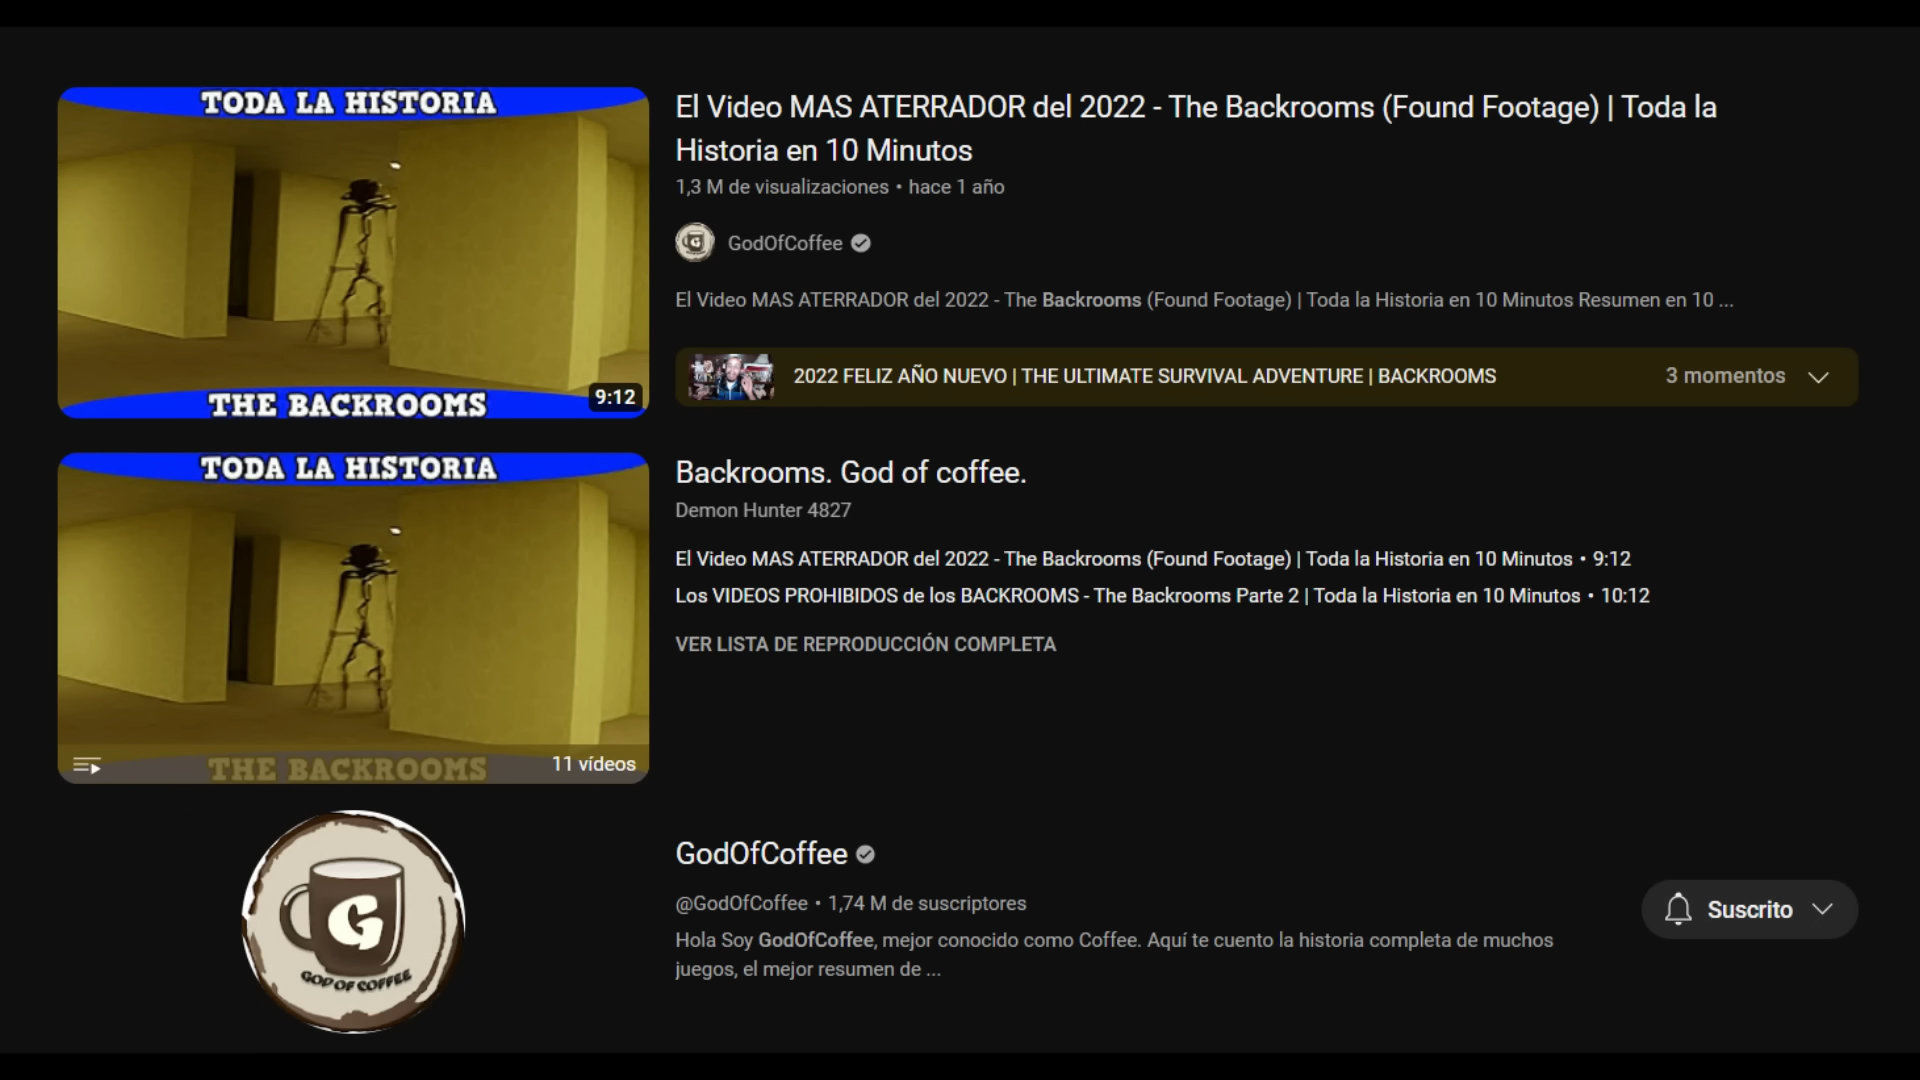 TODA LA HISTORIA
THE BACKROOMS
9:12
El Video MAS ATERRADOR del 2022 - The Backrooms (Found Footage) | Toda la
Historia en 10 Minutos
1,3 M de visualizaciones • hace 1 año
G
GodOfCoffee
El Video MAS ATERRADOR del 2022 - The Backrooms (Found Footage) | Toda la Historia en 10 Minutos Resumen en 10 ...
2022 FELIZ AÑO NUEVO | THE ULTIMATE SURVIVAL ADVENTURE | BACKROOMS
3 momentos
TODA LA HISTORIA
THE BACKROOMS
11 vídeos
Backrooms. God of coffee.
Demon Hunter 4827
El Video MAS ATERRADOR del 2022 - The Backrooms (Found Footage) | Toda la Historia en 10 Minutos • 9:12
Los VIDEOS PROHIBIDOS de los BACKROOMS - The Backrooms Parte 2 | Toda la Historia en 10 Minutos • 10:12
VER LISTA DE REPRODUCCIÓN COMPLETA
G
GOD OF COFFEE
GodOfCoffee
@GodOfCoffee • 1,74 M de suscriptores
Hola Soy GodOfCoffee, mejor conocido como Coffee. Aquí te cuento la historia completa de muchos
juegos, el mejor resumen de ...
Suscrito